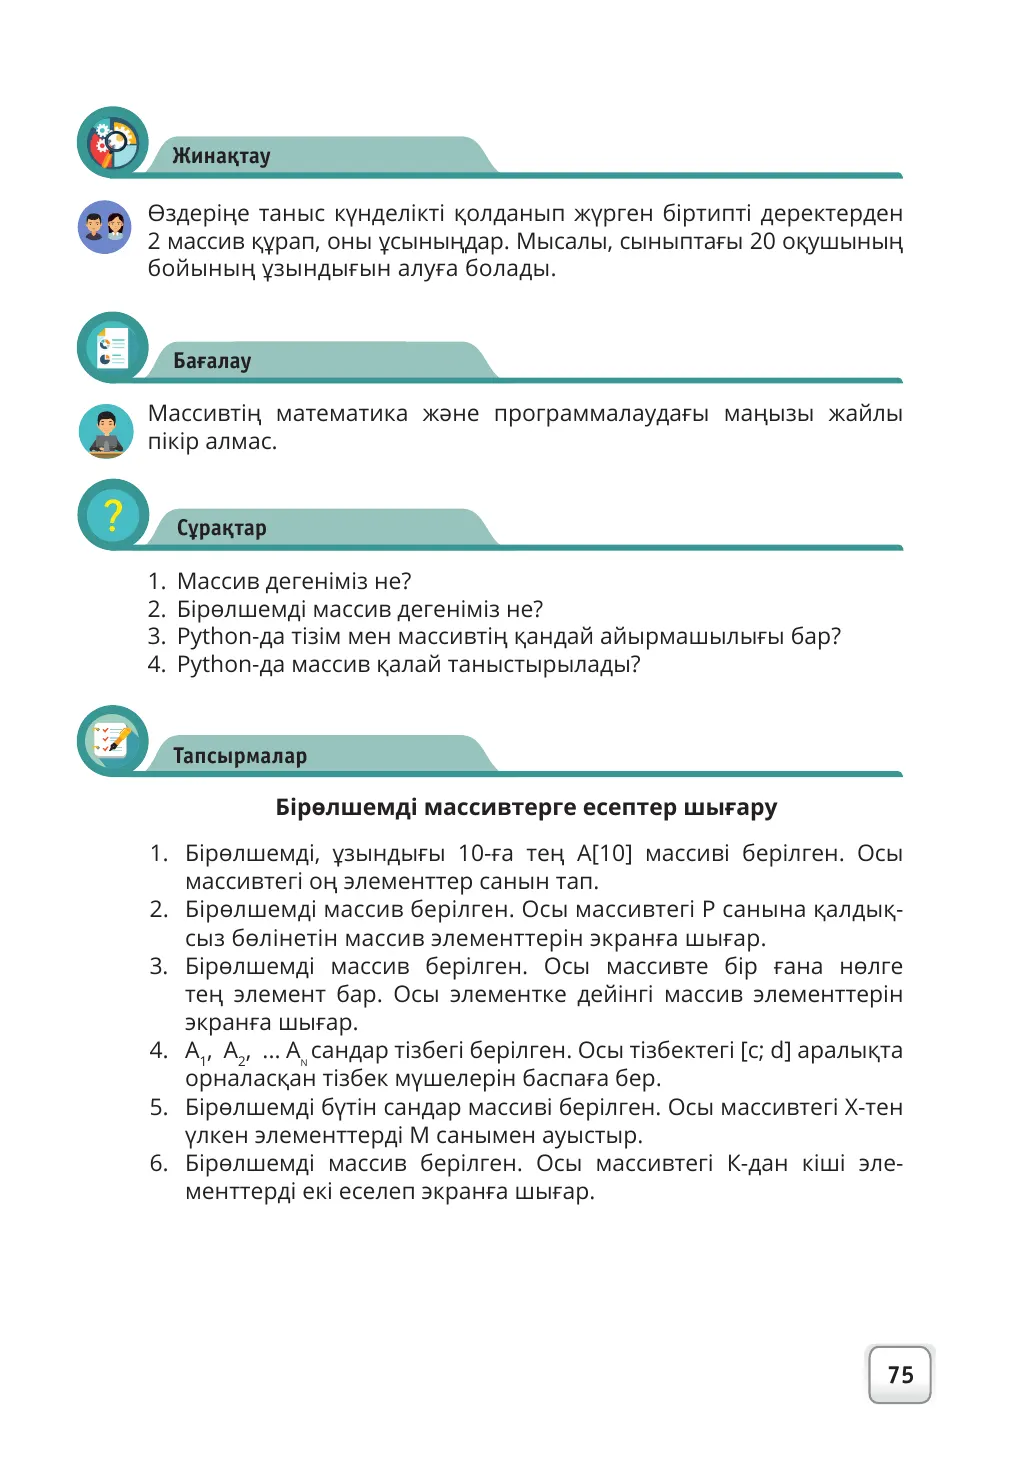 Жинақтау
Өздеріңе таныс күнделікті қолданып жүрген біртипті деректерден
2 массив құрап, оны ұсыныңдар. Мысалы, сыныптағы 20 оқушының
бойының ұзындығын алуға болады.
Бағалау
Массивтің математика және программалаудағы маңызы жайлы
пікір алмас.
?
Сұрақтар
1. Массив дегеніміз не?
2. Бірөлшемді массив дегеніміз не?
3. Python-да тізім мен массивтің қандай айырмашылығы бар?
4. Python-да массив қалай таныстырылады?
Тапсырмалар
Бірөлшемді массивтерге есептер шығару
1. Бірөлшемді, ұзындығы 10-ға тең А[10] массиві берілген. Осы
массивтегі оң элементтер санын тап.
2. Бірөлшемді массив берілген. Осы массивтегі Р санына қалдық-
сыз бөлінетін массив элементтерін экранға шығар.
3. Бірөлшемді массив берілген. Осы массивте бір ғана нөлге
тең элемент бар. Осы элементке дейінгі массив элементтерін
экранға шығар.
4. A₁, A₂, ... Aɴ сандар тізбегі берілген. Осы тізбектегі [c; d] аралықта
орналасқан тізбек мүшелерін баспаға бер.
5. Бірөлшемді бүтін сандар массиві берілген. Осы массивтегі Х-тен
үлкен элементтерді М санымен ауыстыр.
6. Бірөлшемді массив берілген. Осы массивтегі К-дан кіші эле-
менттерді екі еселеп экранға шығар.
75